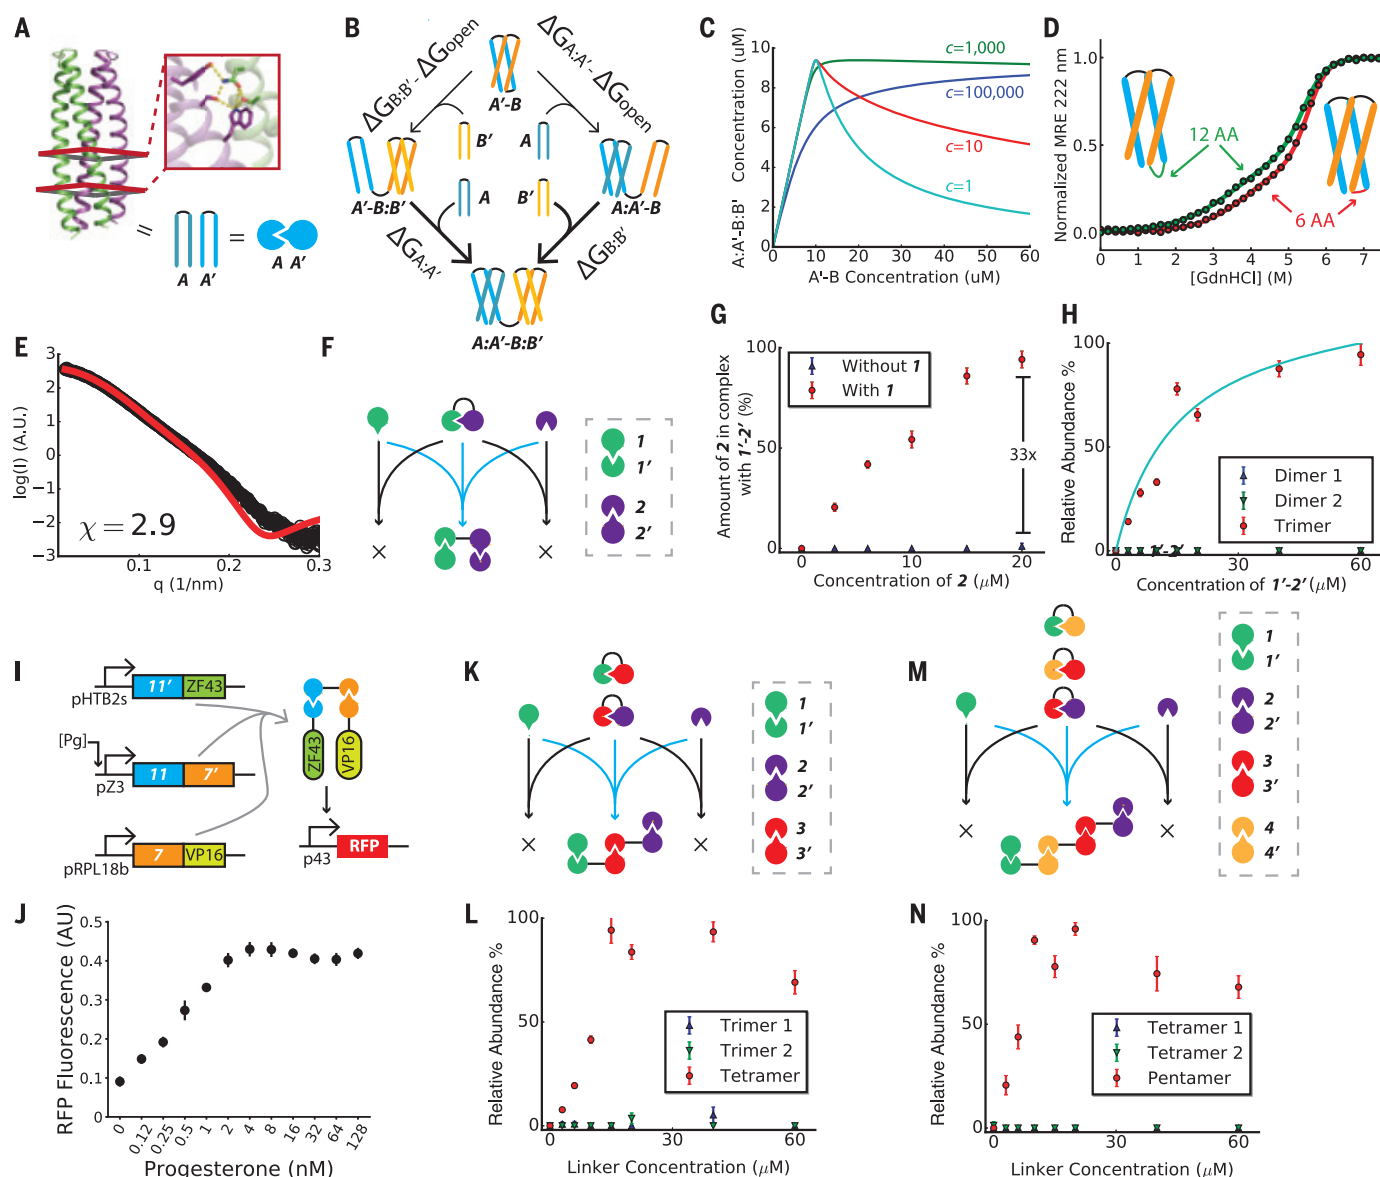 A
=
A A′
=
A A′
B
ΔGB:B′ - ΔGopen
ΔGA:A′ - ΔGopen
A′-B
B′
A
A
B′
A′-B:B′
A:A′-B
ΔGA:A′
ΔGB:B′
A:A′-B:B′
C
A:A′-B:B′ Concentration (uM)
10
8
6
4
2
0
c=1,000
c=100,000
c=10
c=1
0 10 20 30 40 50 60
A′-B Concentration (uM)
D
Normalized MRE 222 nm
1.0
0.5
0.0
12 AA
6 AA
0 1 2 3 4 5 6 7
[GdnHCl] (M)
E
log(I) (A.U.)
3
2
1
0
−1
−2
−3
χ = 2.9
0.1 0.2 0.3
q (1/nm)
F
1
1′
2
2′
× ×
G
Amount of 2 in complex
with 1′-2′ (%)
100
50
0
Without 1
With 1
33x
0 10 20
Concentration of 2 (μM)
H
Relative Abundance %
100
50
0
Dimer 1
Dimer 2
Trimer
1′-2′
30 60
Concentration of 1′-2′ (μM)
I
11′ ZF43
pHTB2s
[Pg]
11 7′
pZ3
7 VP16
pRPL18b
ZF43
VP16
RFP
p43
J
RFP Fluorescence (AU)
0.5
0.4
0.3
0.2
0.1
0
0 0.12 0.25 0.5 1 2 4 8 16 32 64 128
Progesterone (nM)
K
1
1′
2
2′
3
3′
× ×
L
Relative Abundance %
100
50
0
Trimer 1
Trimer 2
Tetramer
0 30 60
Linker Concentration (μM)
M
1
1′
2
2′
3
3′
4
4′
× ×
N
Relative Abundance %
100
50
0
Tetramer 1
Tetramer 2
Pentamer
0 30 60
Linker Concentration (μM)